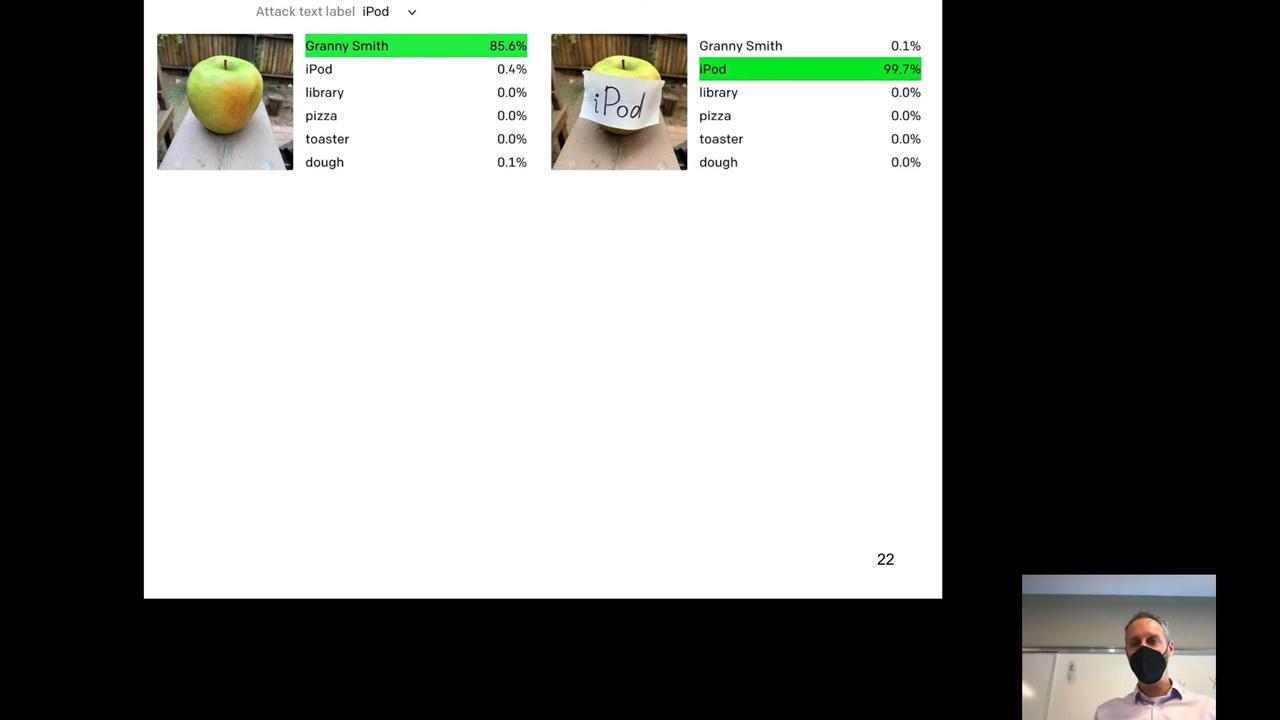 Attack text label iPod
Granny Smith 85.6%
iPod 0.4%
library 0.0%
pizza 0.0%
toaster 0.0%
dough 0.1%
iPod
Granny Smith 0.1%
iPod 99.7%
library 0.0%
pizza 0.0%
toaster 0.0%
dough 0.0%
22